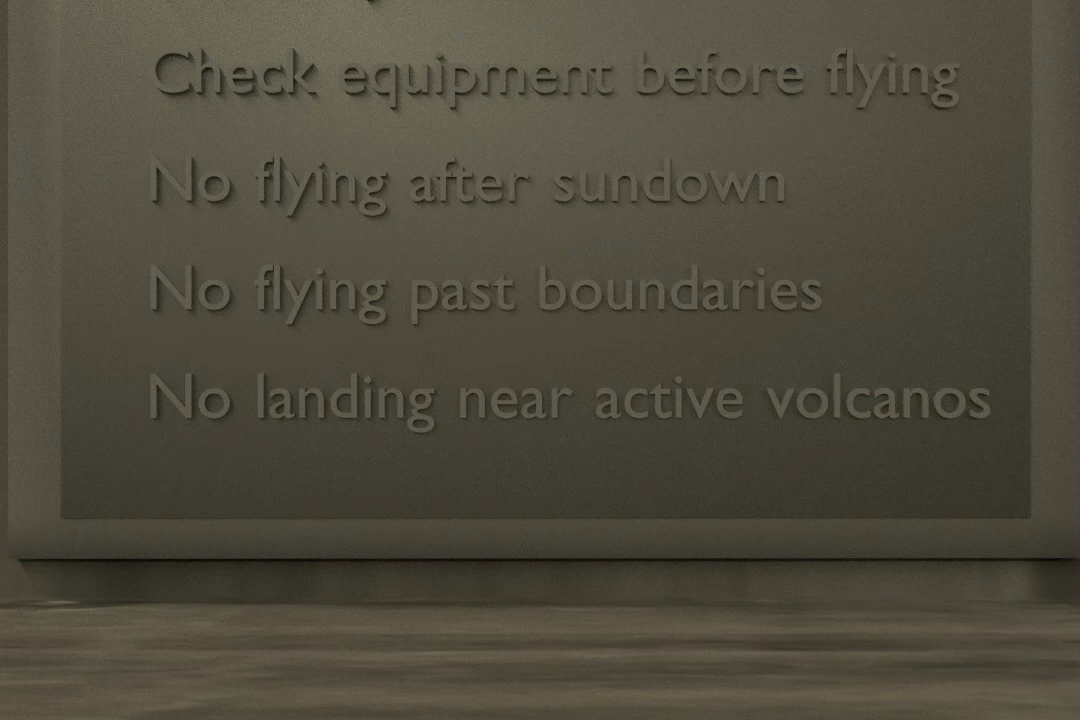 Check equipment before flying
No flying after sundown
No flying past boundaries
No landing near active volcanos